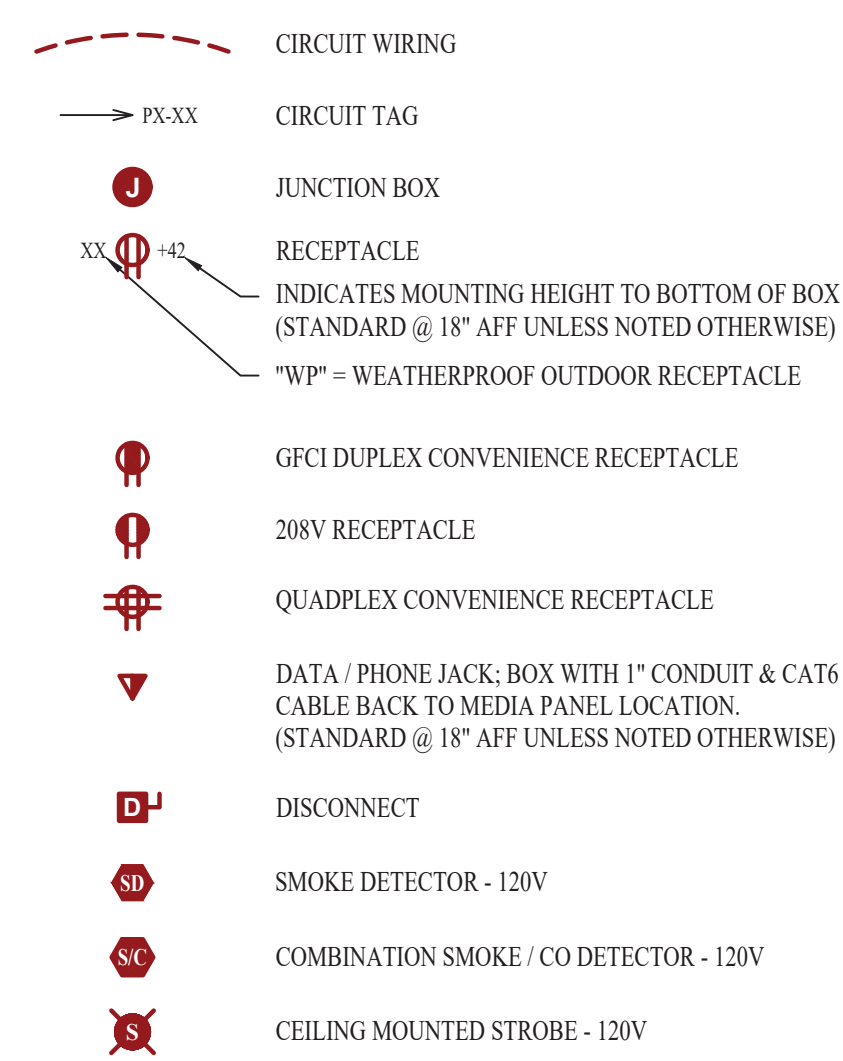 CIRCUIT WIRING
PX-XX CIRCUIT TAG
J JUNCTION BOX
XX +42 RECEPTACLE
INDICATES MOUNTING HEIGHT TO BOTTOM OF BOX
(STANDARD @ 18" AFF UNLESS NOTED OTHERWISE)
"WP" = WEATHERPROOF OUTDOOR RECEPTACLE
GFCI DUPLEX CONVENIENCE RECEPTACLE
208V RECEPTACLE
QUADPLEX CONVENIENCE RECEPTACLE
DATA / PHONE JACK; BOX WITH 1" CONDUIT & CAT6
CABLE BACK TO MEDIA PANEL LOCATION.
(STANDARD @ 18" AFF UNLESS NOTED OTHERWISE)
D DISCONNECT
SD SMOKE DETECTOR - 120V
S/C COMBINATION SMOKE / CO DETECTOR - 120V
S CEILING MOUNTED STROBE - 120V